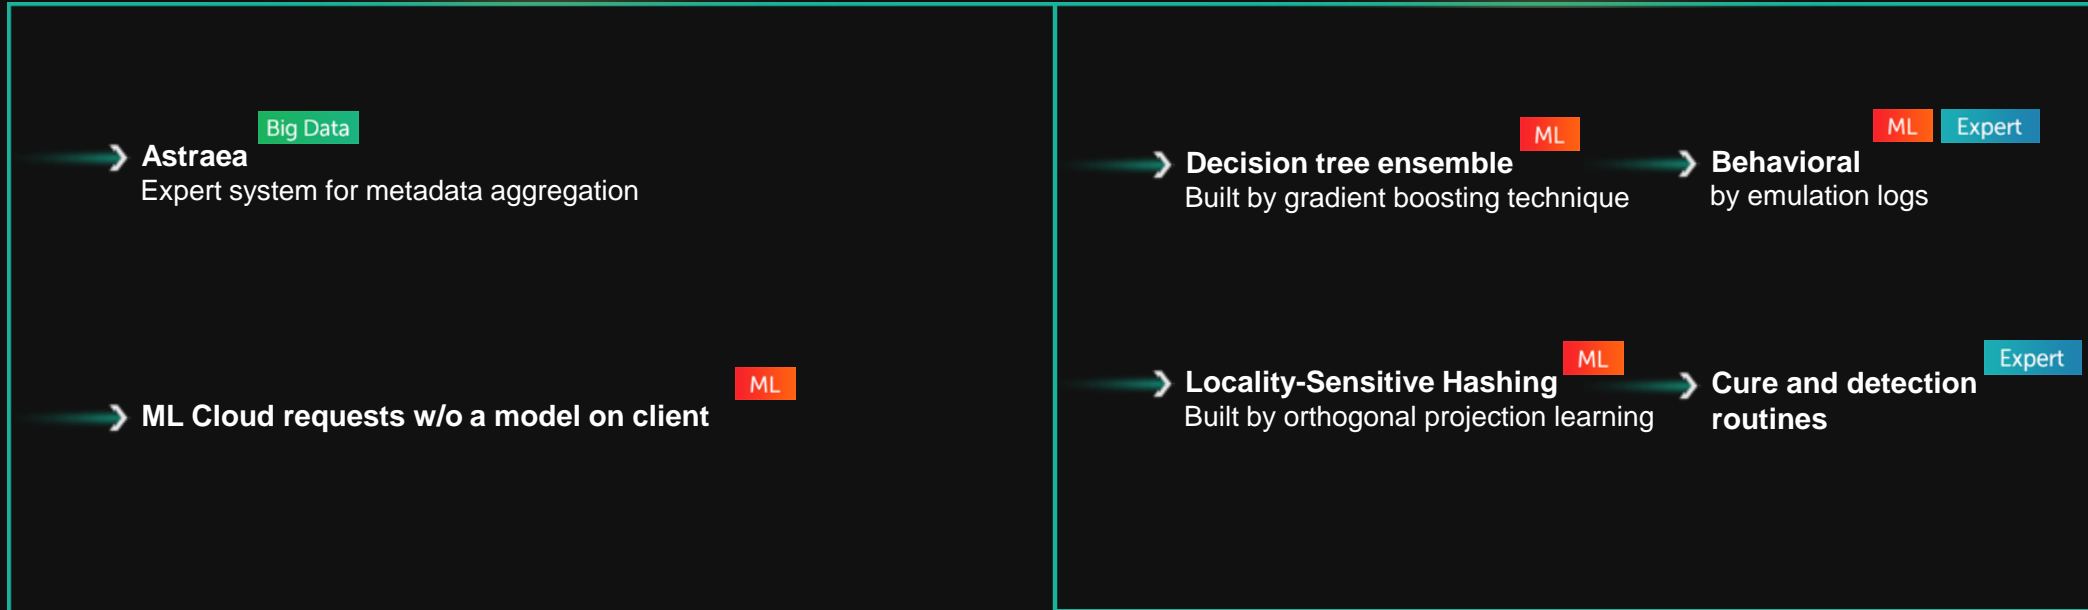 Big Data
Astraea
Expert system for metadata aggregation
ML
ML Cloud requests w/o a model on client
ML
Decision tree ensemble
Built by gradient boosting technique
ML Expert
Behavioral
by emulation logs
ML
Locality-Sensitive Hashing
Built by orthogonal projection learning
Expert
Cure and detection
routines